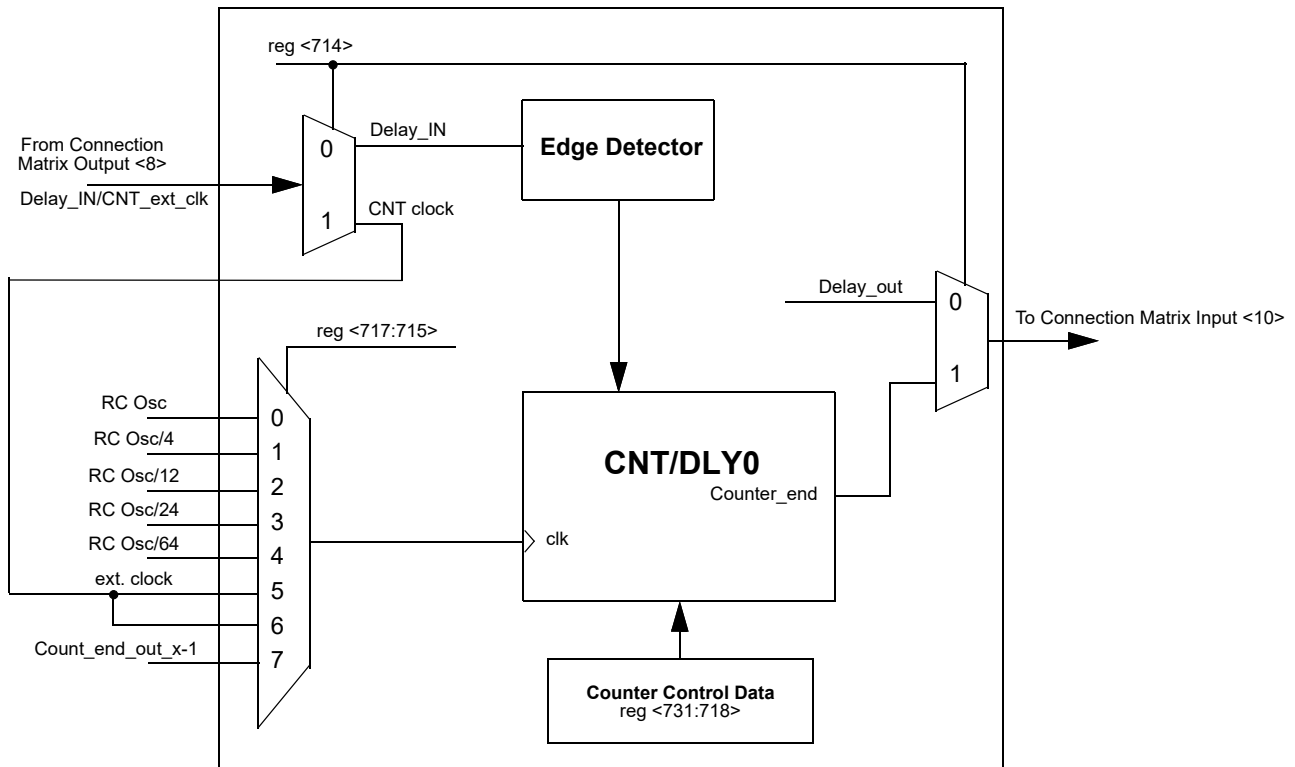 reg <714>
From Connection
Matrix Output <8>
Delay_IN/CNT_ext_clk
0
1
Delay_IN
CNT clock
Edge Detector
Delay_out
0
1
To Connection Matrix Input <10>
reg <717:715>
RC Osc
RC Osc/4
RC Osc/12
RC Osc/24
RC Osc/64
ext. clock
Count_end_out_x-1
0
1
2
3
4
5
6
7
CNT/DLY0
Counter_end
clk
Counter Control Data
reg <731:718>